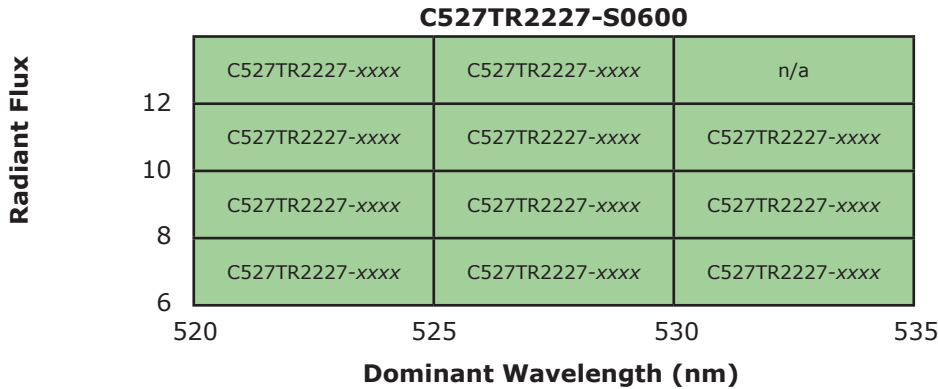 C527TR2227-S0600
Radiant Flux
C527TR2227-xxxx C527TR2227-xxxx n/a
12
C527TR2227-xxxx C527TR2227-xxxx C527TR2227-xxxx
10
C527TR2227-xxxx C527TR2227-xxxx C527TR2227-xxxx
8
C527TR2227-xxxx C527TR2227-xxxx C527TR2227-xxxx
6
520 525 530 535
Dominant Wavelength (nm)